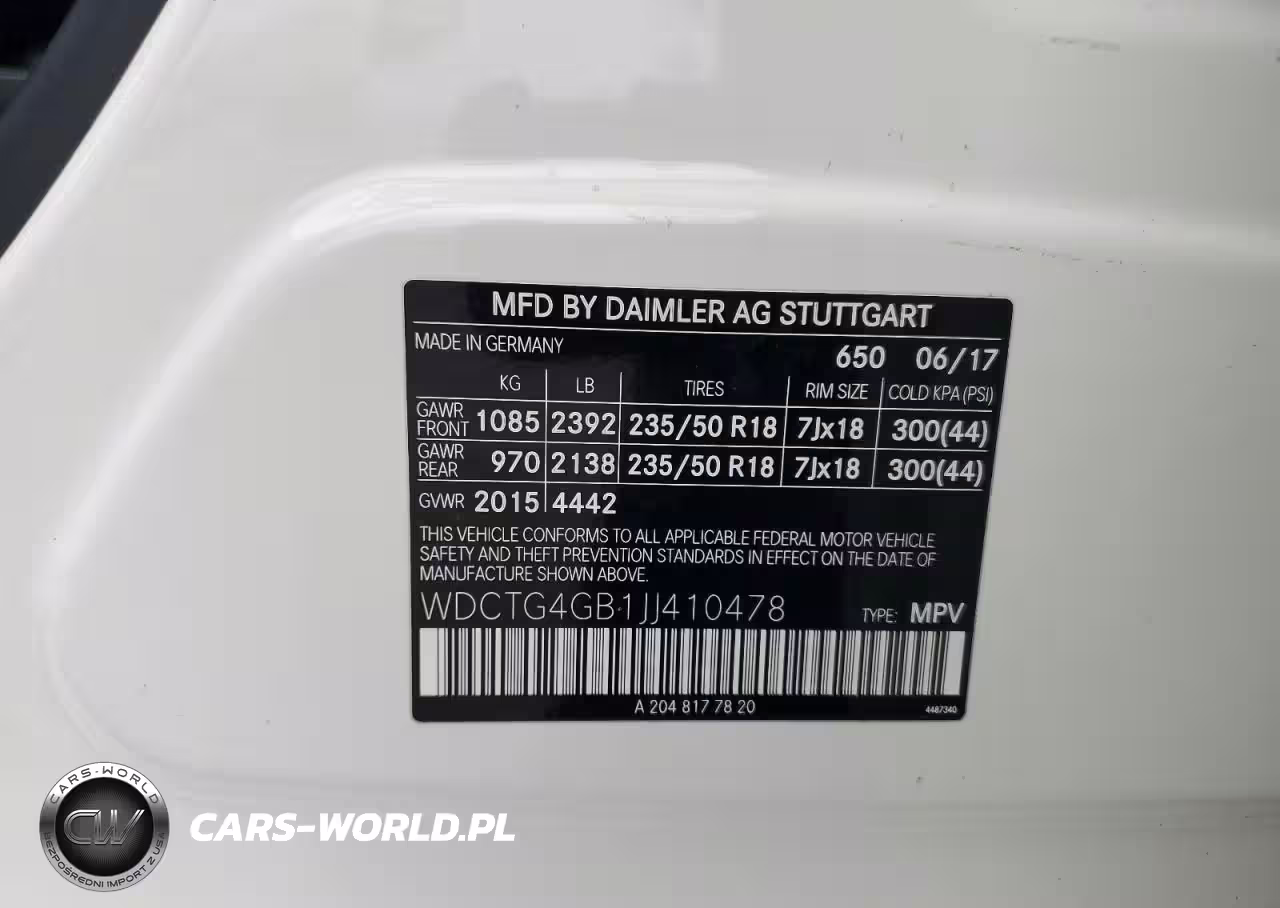 MFD BY DAIMLER AG STUTTGART
MADE IN GERMANY
650 06/17
KG LB TIRES RIM SIZE COLD KPA (PSI)
GAWR FRONT 1085 2392 235/50 R18 7Jx18 300(44)
GAWR REAR 970 2138 235/50 R18 7Jx18 300(44)
GVWR 2015 4442
THIS VEHICLE CONFORMS TO ALL APPLICABLE FEDERAL MOTOR VEHICLE
SAFETY AND THEFT PREVENTION STANDARDS IN EFFECT ON THE DATE OF
MANUFACTURE SHOWN ABOVE.
WDCTG4GB1JJ410478 TYPE: MPV
A 204 817 78 20 4487340
CARS-WORLD
CW
BEZPOŚREDNI IMPORT Z USA
CARS-WORLD.PL